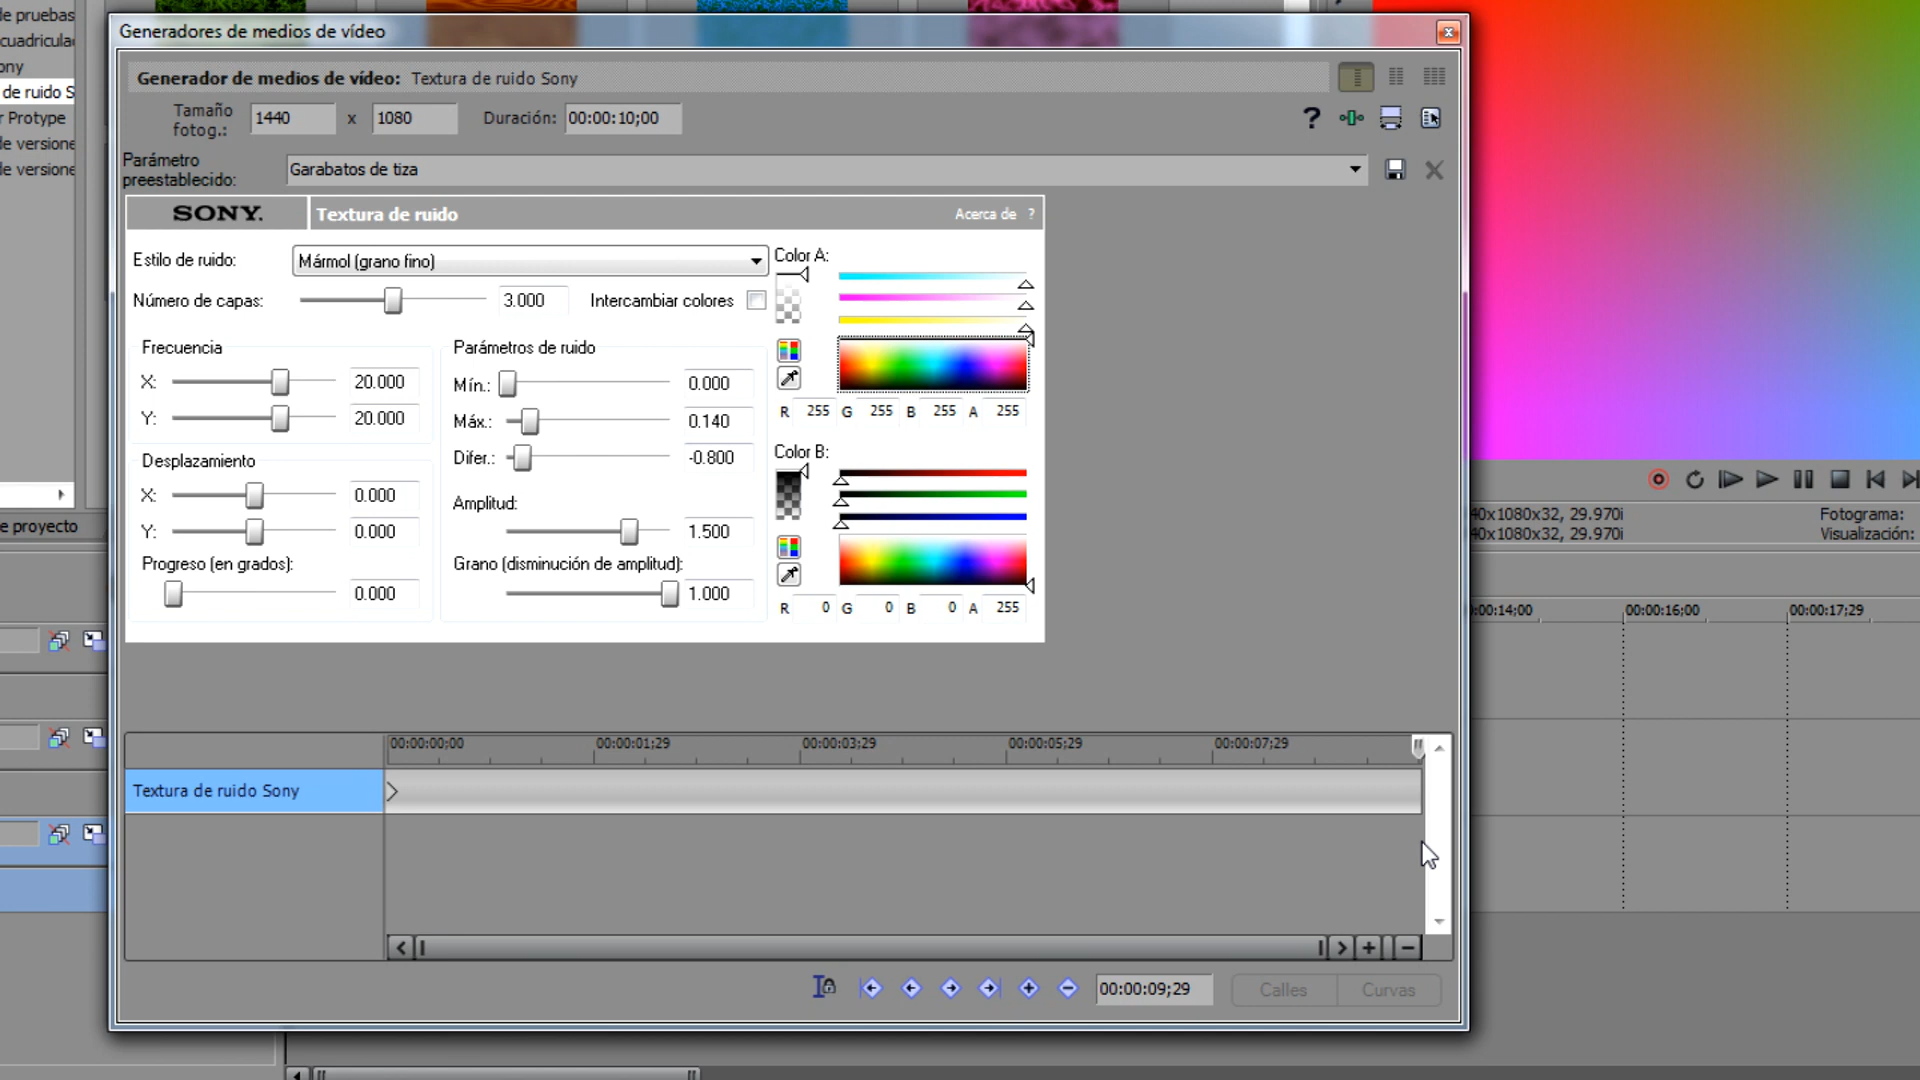 de pruebas
cuadricula
ony
de ruido S
r Protype
de versione
de versione
e proyecto
Generadores de medios de vídeo
Generador de medios de vídeo: Textura de ruido Sony
Tamaño fotog.: 1440 x 1080 Duración: 00:00:10;00
?
Parámetro preestablecido: Garabatos de tiza
SONY. Textura de ruido Acerca de ?
Estilo de ruido: Mármol (grano fino)
Número de capas: 3.000 Intercambiar colores
Frecuencia
X: 20.000
Y: 20.000
Desplazamiento
X: 0.000
Y: 0.000
Progreso (en grados):
0.000
Parámetros de ruido
Mín.: 0.000
Máx.: 0.140
Difer.: -0.800
Amplitud:
1.500
Grano (disminución de amplitud):
1.000
Color A:
R 255 G 255 B 255 A 255
Color B:
R 0 G 0 B 0 A 255
00:00:00;00 00:00:01;29 00:00:03;29 00:00:05;29 00:00:07;29
Textura de ruido Sony
00:00:09;29 Calles Curvas
40x1080x32, 29.970i Fotograma:
40x1080x32, 29.970i Visualización:
:00:14;00 00:00:16;00 00:00:17;29